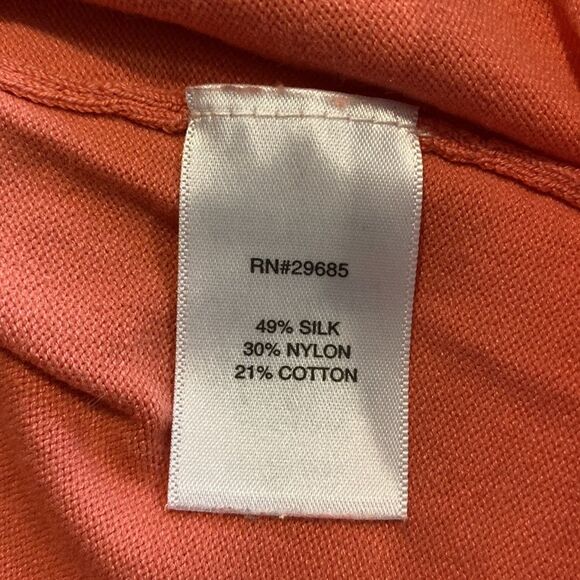 RN#29685
49% SILK
30% NYLON
21% COTTON